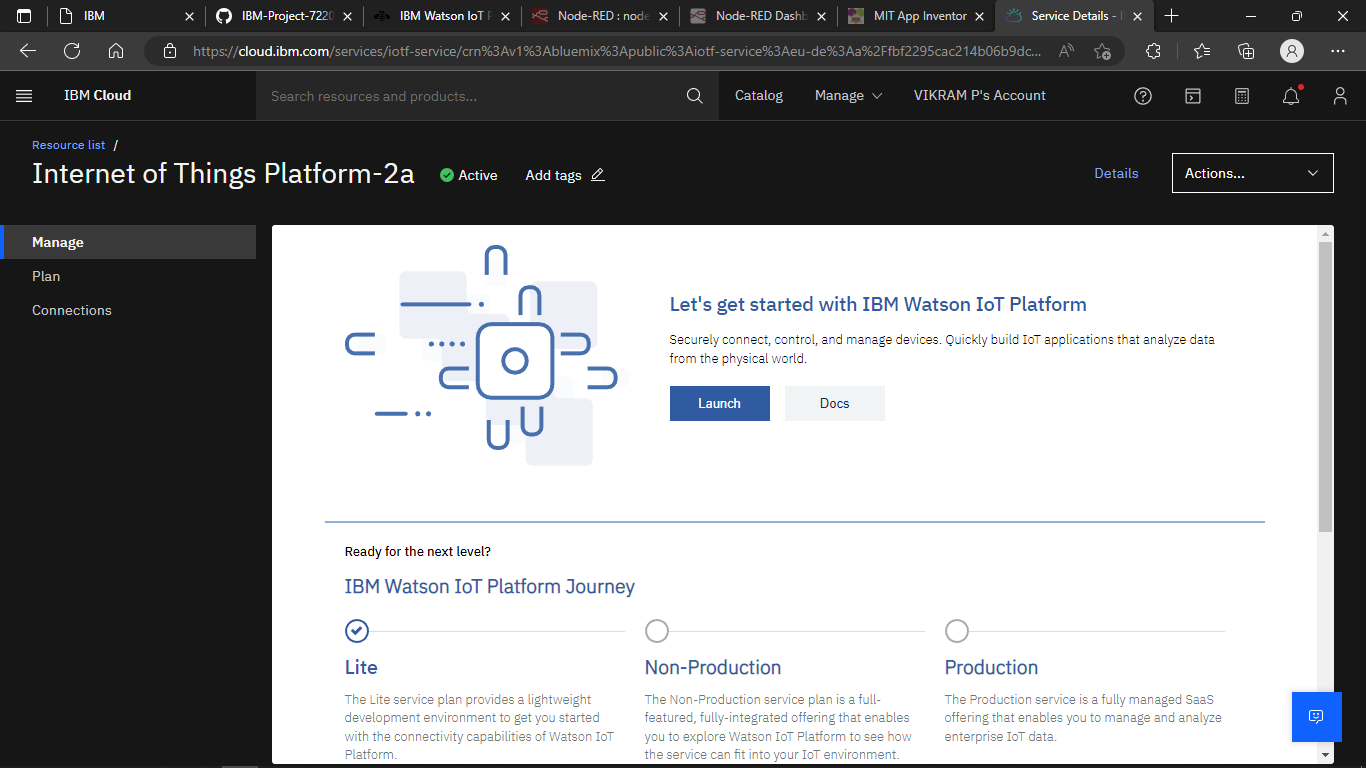 IBM
IBM-Project-7220
IBM Watson IoT P
Node-RED : node
Node-RED Dashb
MIT App Inventor
Service Details - I
https://cloud.ibm.com/services/iotf-service/crn%3Av1%3Abluemix%3Apublic%3Aiotf-service%3Aeu-de%3Aa%2Ffbf2295cac214b06b9dc...
IBM Cloud
Search resources and products...
Catalog
Manage
VIKRAM P's Account
Resource list /
Internet of Things Platform-2a
Active
Add tags
Details
Actions...
Manage
Plan
Connections
Let's get started with IBM Watson IoT Platform
Securely connect, control, and manage devices. Quickly build IoT applications that analyze data
from the physical world.
Launch
Docs
Ready for the next level?
IBM Watson IoT Platform Journey
Lite
The Lite service plan provides a lightweight
development environment to get you started
with the connectivity capabilities of Watson IoT
Platform.
Non-Production
The Non-Production service plan is a full-
featured, fully-integrated offering that enables
you to explore Watson IoT Platform to see how
the service can fit into your IoT environment.
Production
The Production service is a fully managed SaaS
offering that enables you to manage and analyze
enterprise IoT data.